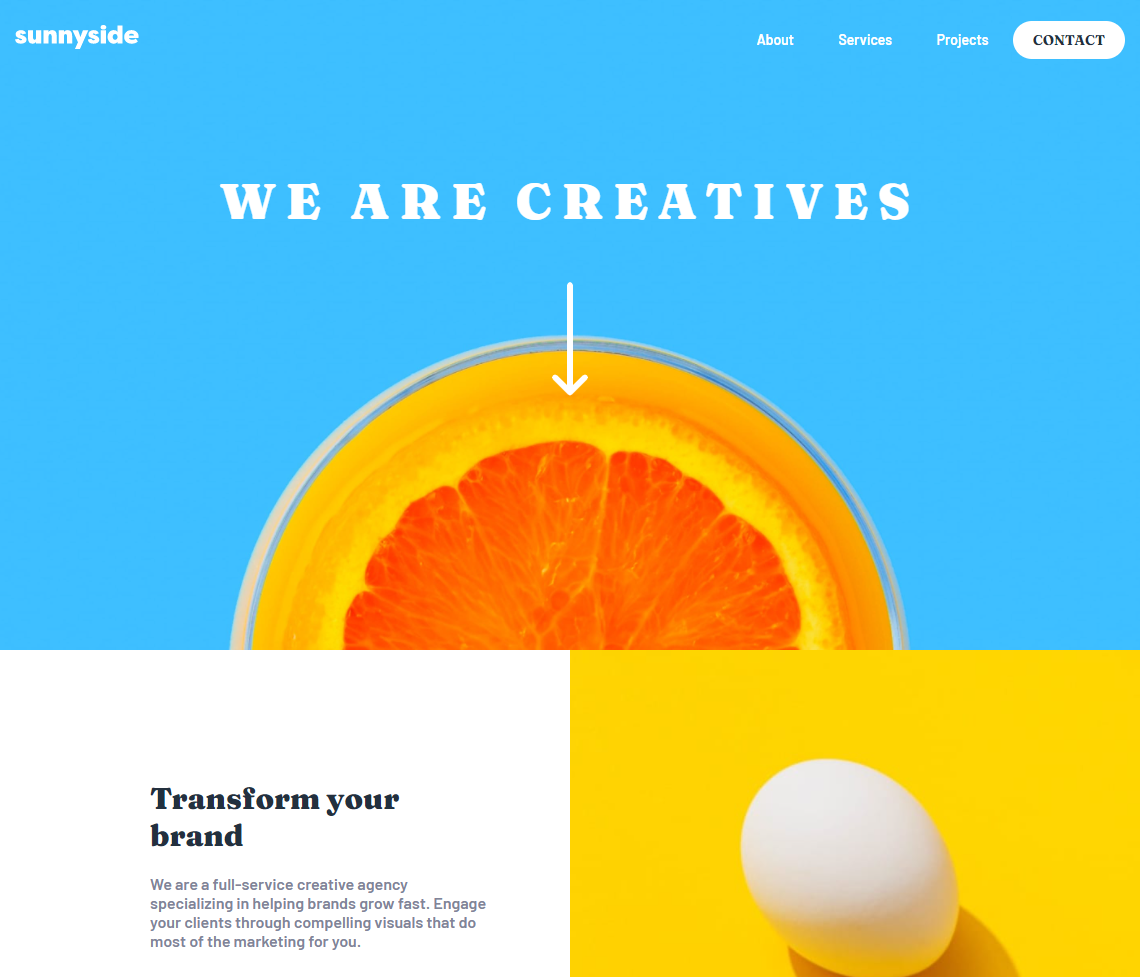 sunnyside
About Services Projects CONTACT
WE ARE CREATIVES
Transform your
brand
We are a full-service creative agency
specializing in helping brands grow fast. Engage
your clients through compelling visuals that do
most of the marketing for you.